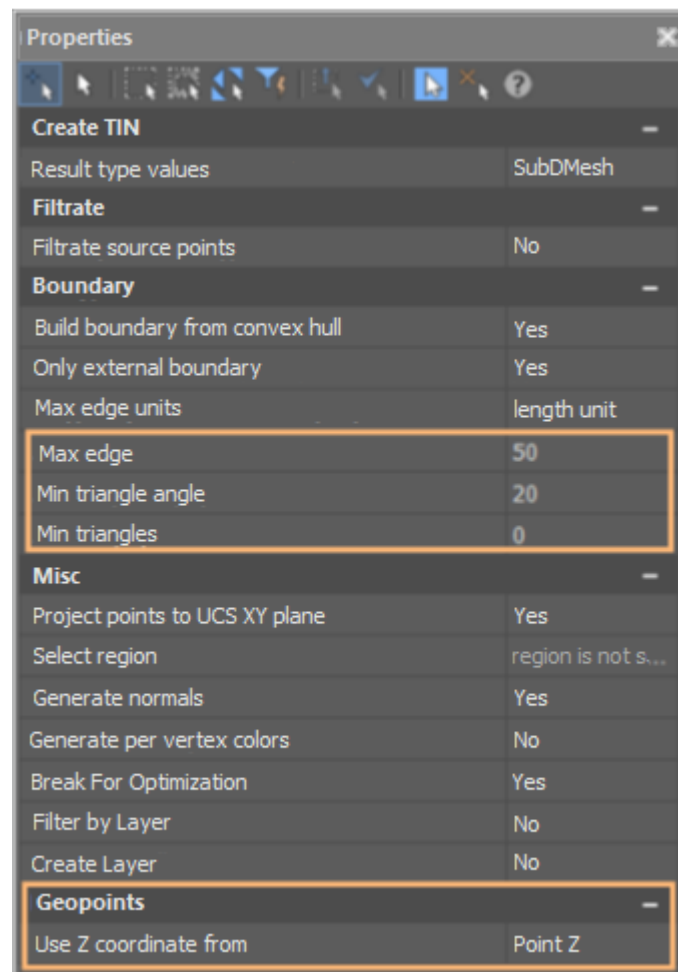 Properties
Create TIN
Result type values SubDMesh
Filtrate
Filtrate source points No
Boundary
Build boundary from convex hull Yes
Only external boundary Yes
Max edge units length unit
Max edge 50
Min triangle angle 20
Min triangles 0
Misc
Project points to UCS XY plane Yes
Select region region is not s...
Generate normals Yes
Generate per vertex colors No
Break For Optimization Yes
Filter by Layer No
Create Layer No
Geopoints
Use Z coordinate from Point Z